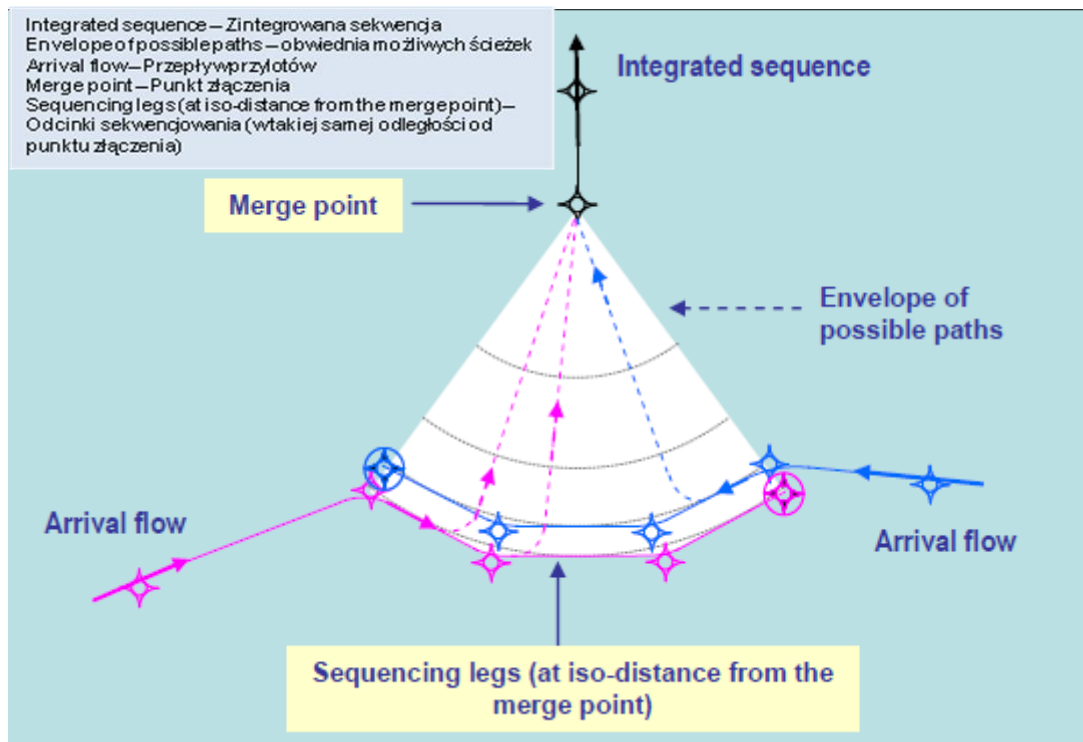 Integrated sequence – Zintegrowana sekwencja
Envelope of possible paths – obwiednia możliwych ścieżek
Arrival flow – Przepływ przylotów
Merge point – Punkt złączenia
Sequencing legs (at iso-distance from the merge point) –
Odcinki sekwencjowania (w takiej samej odległości od
punktu złączenia)
Integrated sequence
Merge point
Envelope of
possible paths
Arrival flow
Arrival flow
Sequencing legs (at iso-distance from the
merge point)